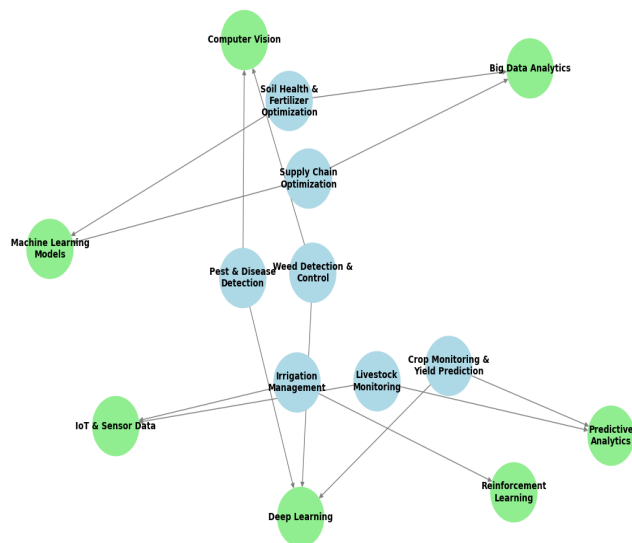 Computer Vision
Big Data Analytics
Soil Health &
Fertilizer
Optimization
Supply Chain
Optimization
Machine Learning
Models
Pest & Disease
Detection
Weed Detection &
Control
Crop Monitoring &
Yield Prediction
Irrigation
Management
Livestock
Monitoring
IoT & Sensor Data
Predictive
Analytics
Reinforcement
Learning
Deep Learning